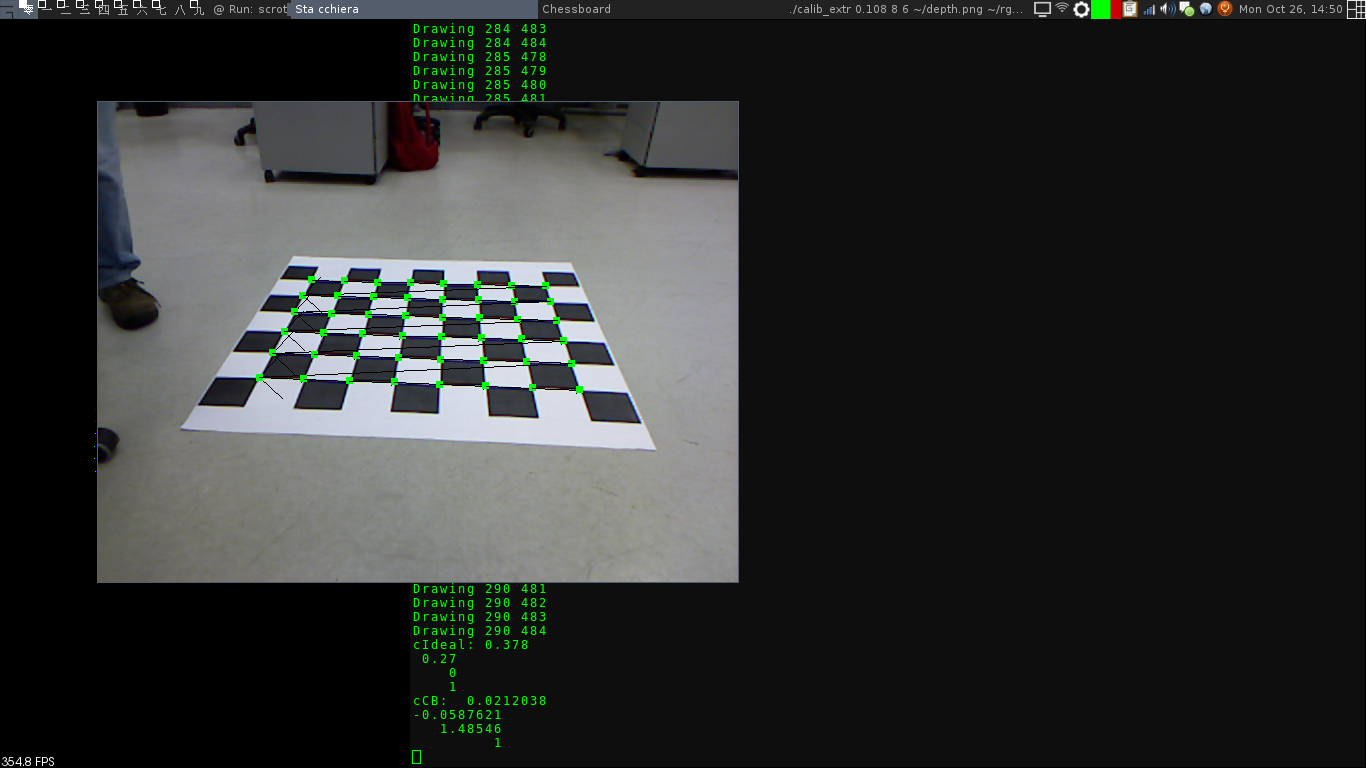 一 二 三 四 五 六 七 八 九 @ Run: scrot Sta cchiera Chessboard ./calib_extr 0.108 8 6 ~/depth.png ~/rg... Mon Oct 26, 14:50
Drawing 284 483
Drawing 284 484
Drawing 285 478
Drawing 285 479
Drawing 285 480
Drawing 285 481
Drawing 290 481
Drawing 290 482
Drawing 290 483
Drawing 290 484
cIdeal: 0.378
0.27
0
1
cCB: 0.0212038
-0.0587621
1.48546
1
354.8 FPS